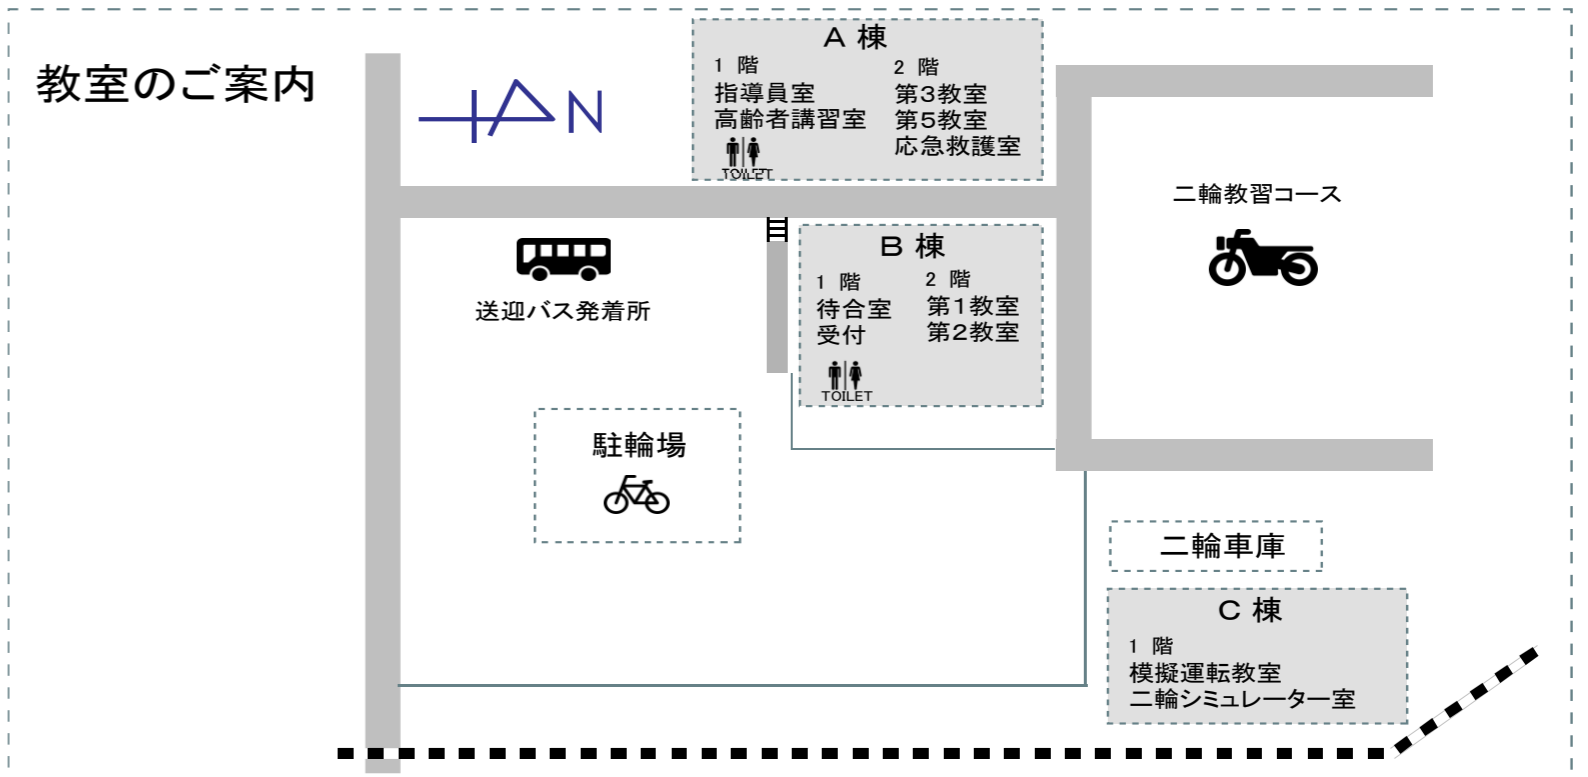 教室のご案内
N
A 棟
1 階
指導員室
高齢者講習室
TOILET
2 階
第3教室
第5教室
応急救護室
二輪教習コース
送迎バス発着所
B 棟
1 階
待合室
受付
TOILET
2 階
第1教室
第2教室
駐輪場
二輪車庫
C 棟
1 階
模擬運転教室
二輪シミュレーター室